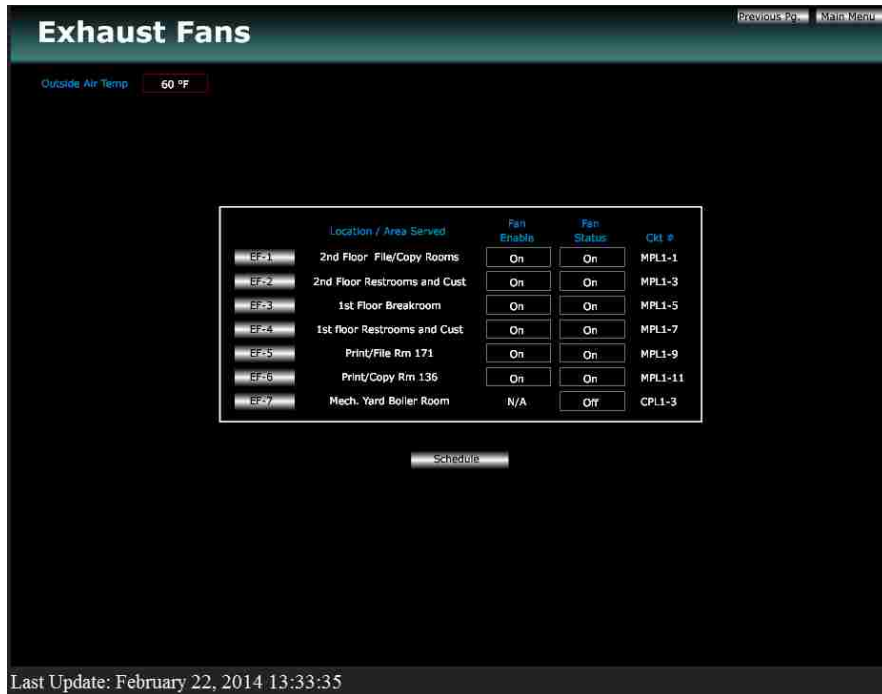 Exhaust Fans
Previous Pg. Main Menu
Outside Air Temp 60 °F
Location / Area Served Fan Enable Fan Status Ckt #
EF-1 2nd Floor File/Copy Rooms On On MPL1-1
EF-2 2nd Floor Restrooms and Cust On On MPL1-3
EF-3 1st Floor Breakroom On On MPL1-5
EF-4 1st floor Restrooms and Cust On On MPL1-7
EF-5 Print/File Rm 171 On On MPL1-9
EF-6 Print/Copy Rm 136 On On MPL1-11
EF-7 Mech. Yard Boiler Room N/A Off CPL1-3
Schedule
Last Update: February 22, 2014 13:33:35